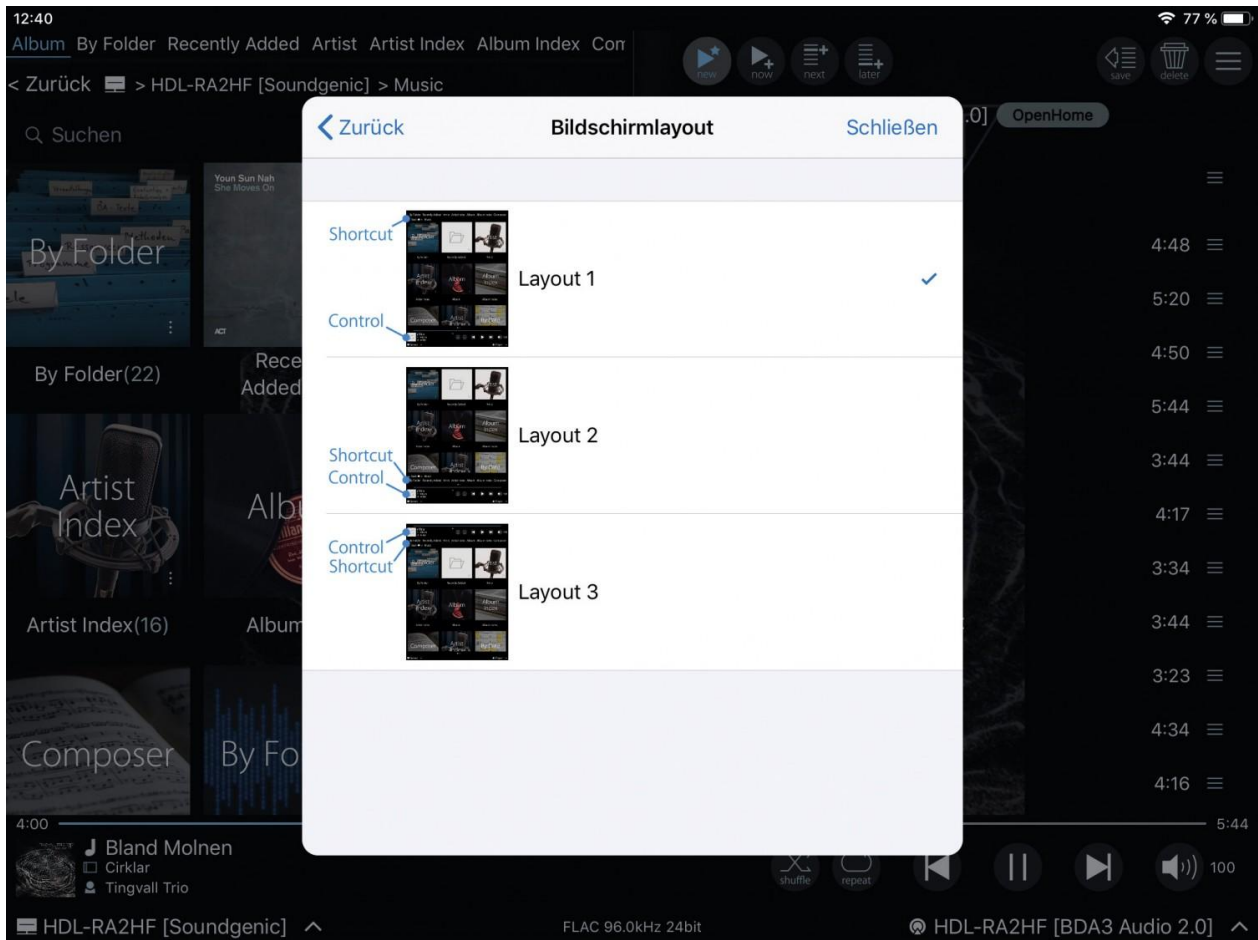 12:40
77 %
Album By Folder Recently Added Artist Artist Index Album Index Com
new now next later save delete
< Zurück > HDL-RA2HF [Soundgenic] > Music
Zurück Bildschirmlayout Schließen
.0] OpenHome
Suchen
Youn Sun Nah
She Moves On
By Folder
ACT
By Folder(22)
Rece
Added
Shortcut
Layout 1
Control
Layout 2
Shortcut
Control
Control
Shortcut
Layout 3
4:48
5:20
4:50
5:44
3:44
4:17
3:34
3:44
3:23
4:34
4:16
Artist
Index
Albu
Artist Index(16)
Album
Composer
By Fo
4:00 5:44
Bland Molnen
Cirklar
Tingvall Trio
shuffle repeat 100
HDL-RA2HF [Soundgenic] FLAC 96.0kHz 24bit HDL-RA2HF [BDA3 Audio 2.0]